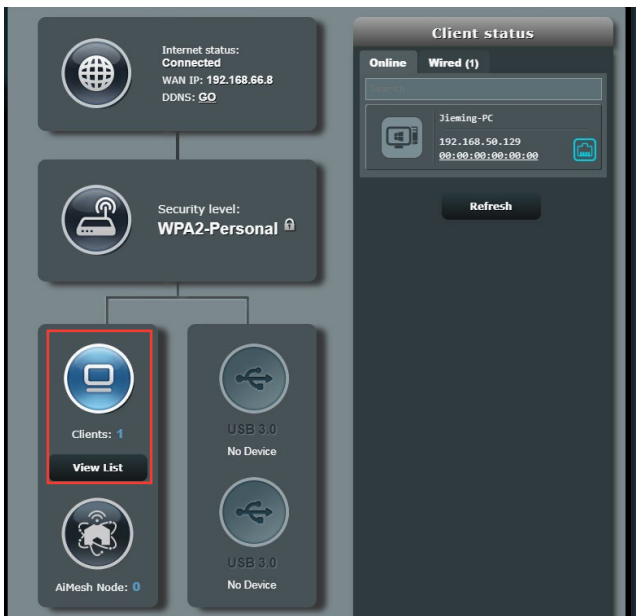 Internet status:
Connected
WAN IP: 192.168.66.8
DDNS: GO
Security level:
WPA2-Personal
Clients: 1
View List
AiMesh Node: 0
USB 3.0
No Device
USB 3.0
No Device
Client status
Online Wired (1)
Search
Jieming-PC
192.168.50.129
00:00:00:00:00:00
Refresh